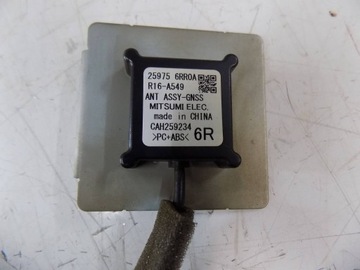 25975 6RR0A
R16-A549
ANT ASSY-GNSS
MITSUMI ELEC.
made in CHINA
CAH259234
>PC+ABS< 6R